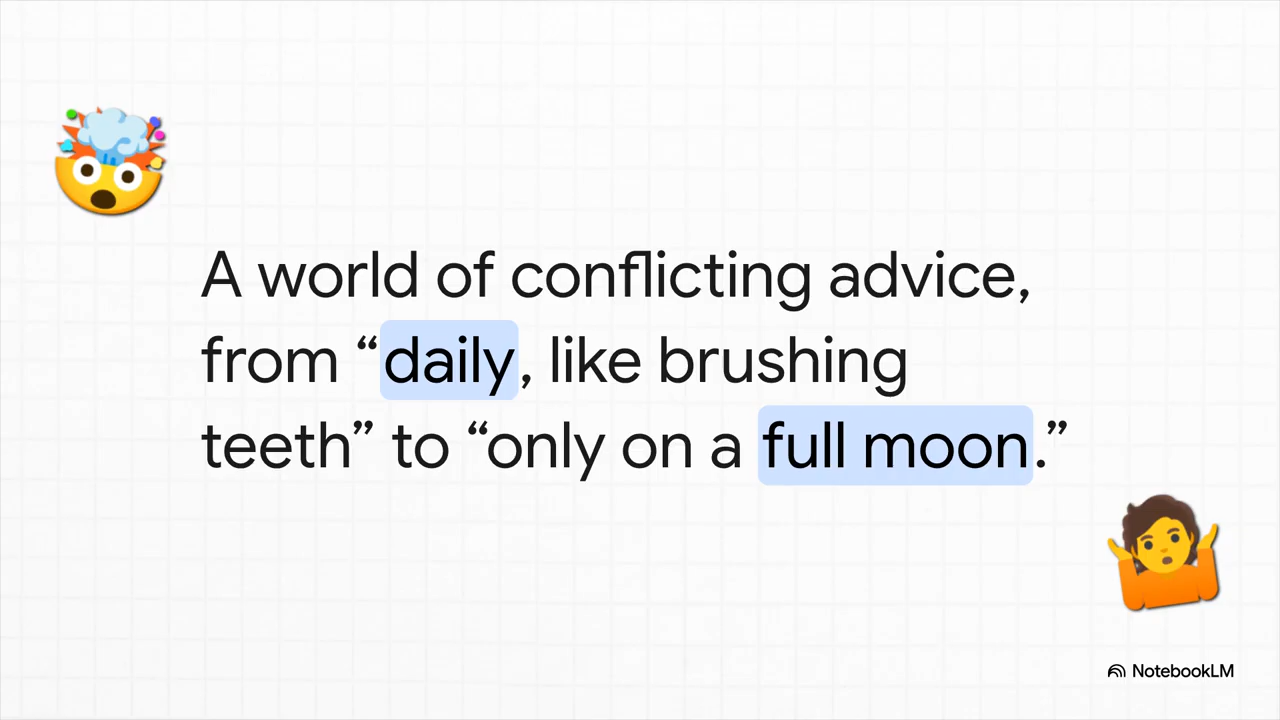 A world of conflicting advice,
from “daily, like brushing
teeth” to “only on a full moon.”
NotebookLM